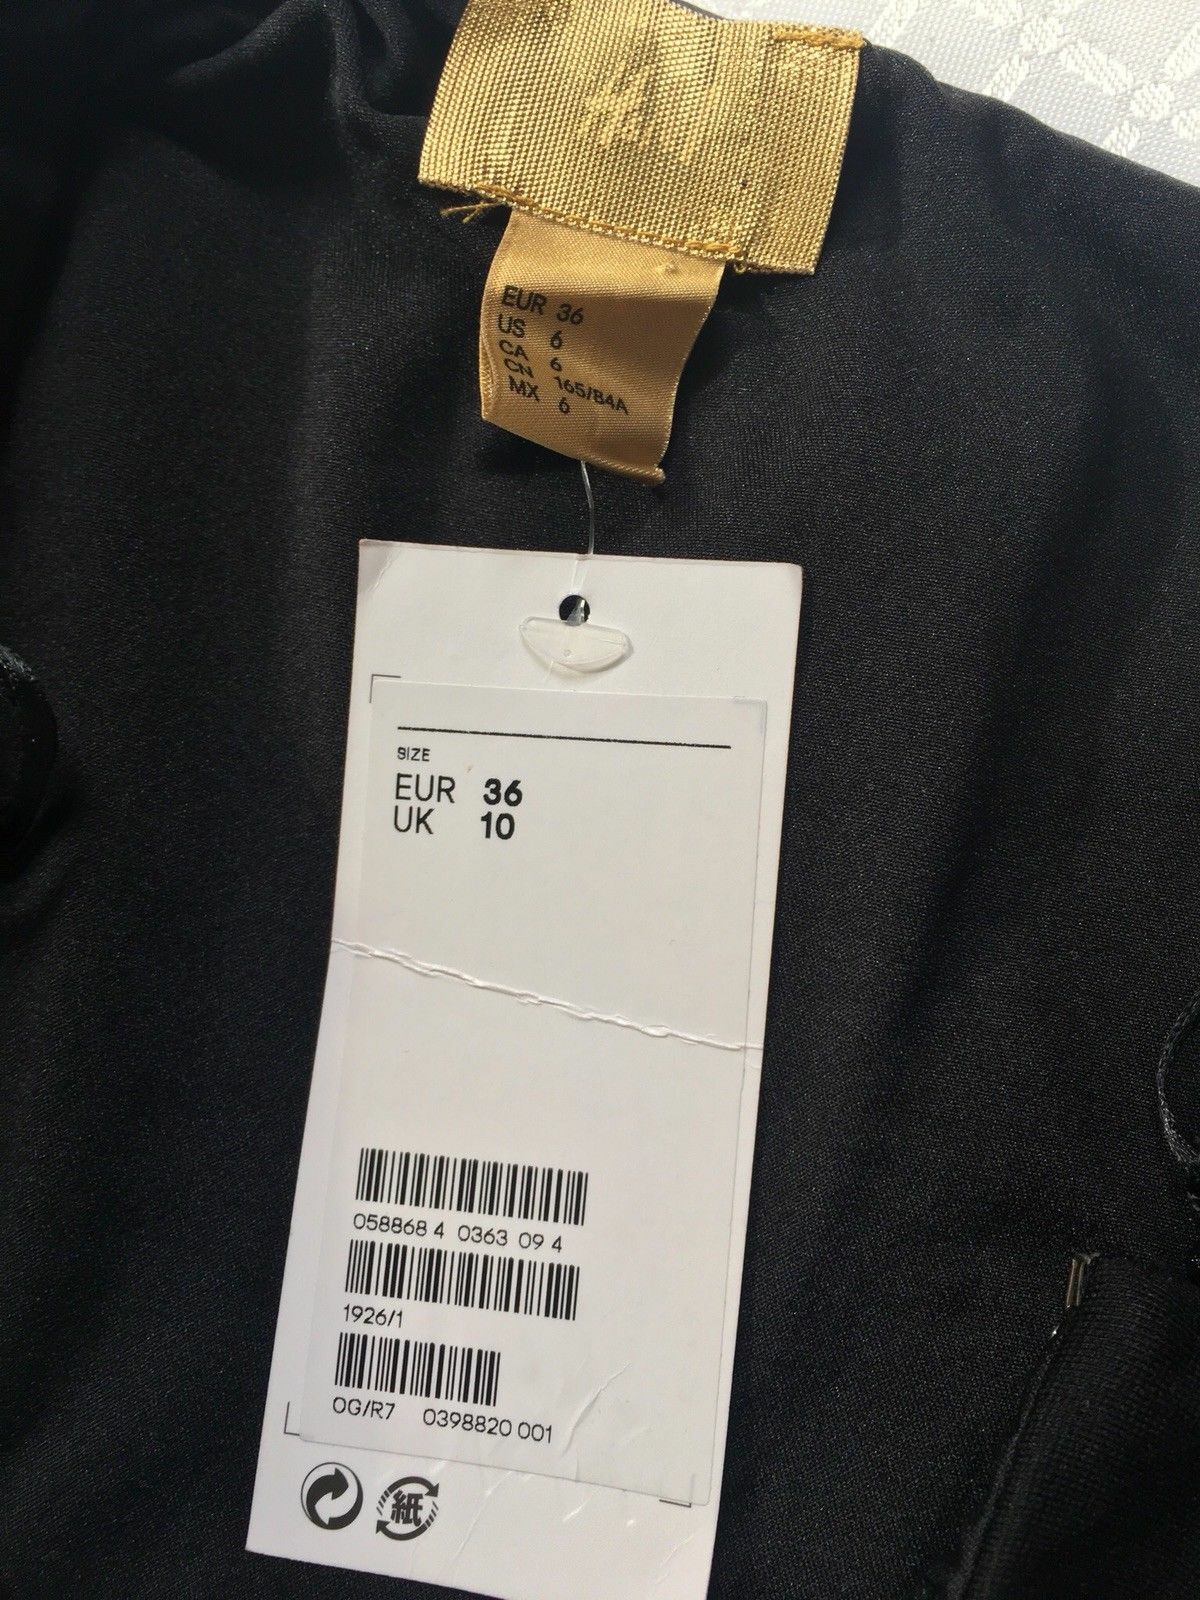 EUR 36
US 6
CA 6
CN 165/84A
MX 6
SIZE
EUR 36
UK 10
058868 4 0363 09 4
1926/1
OG/R7 0398820 001
紙